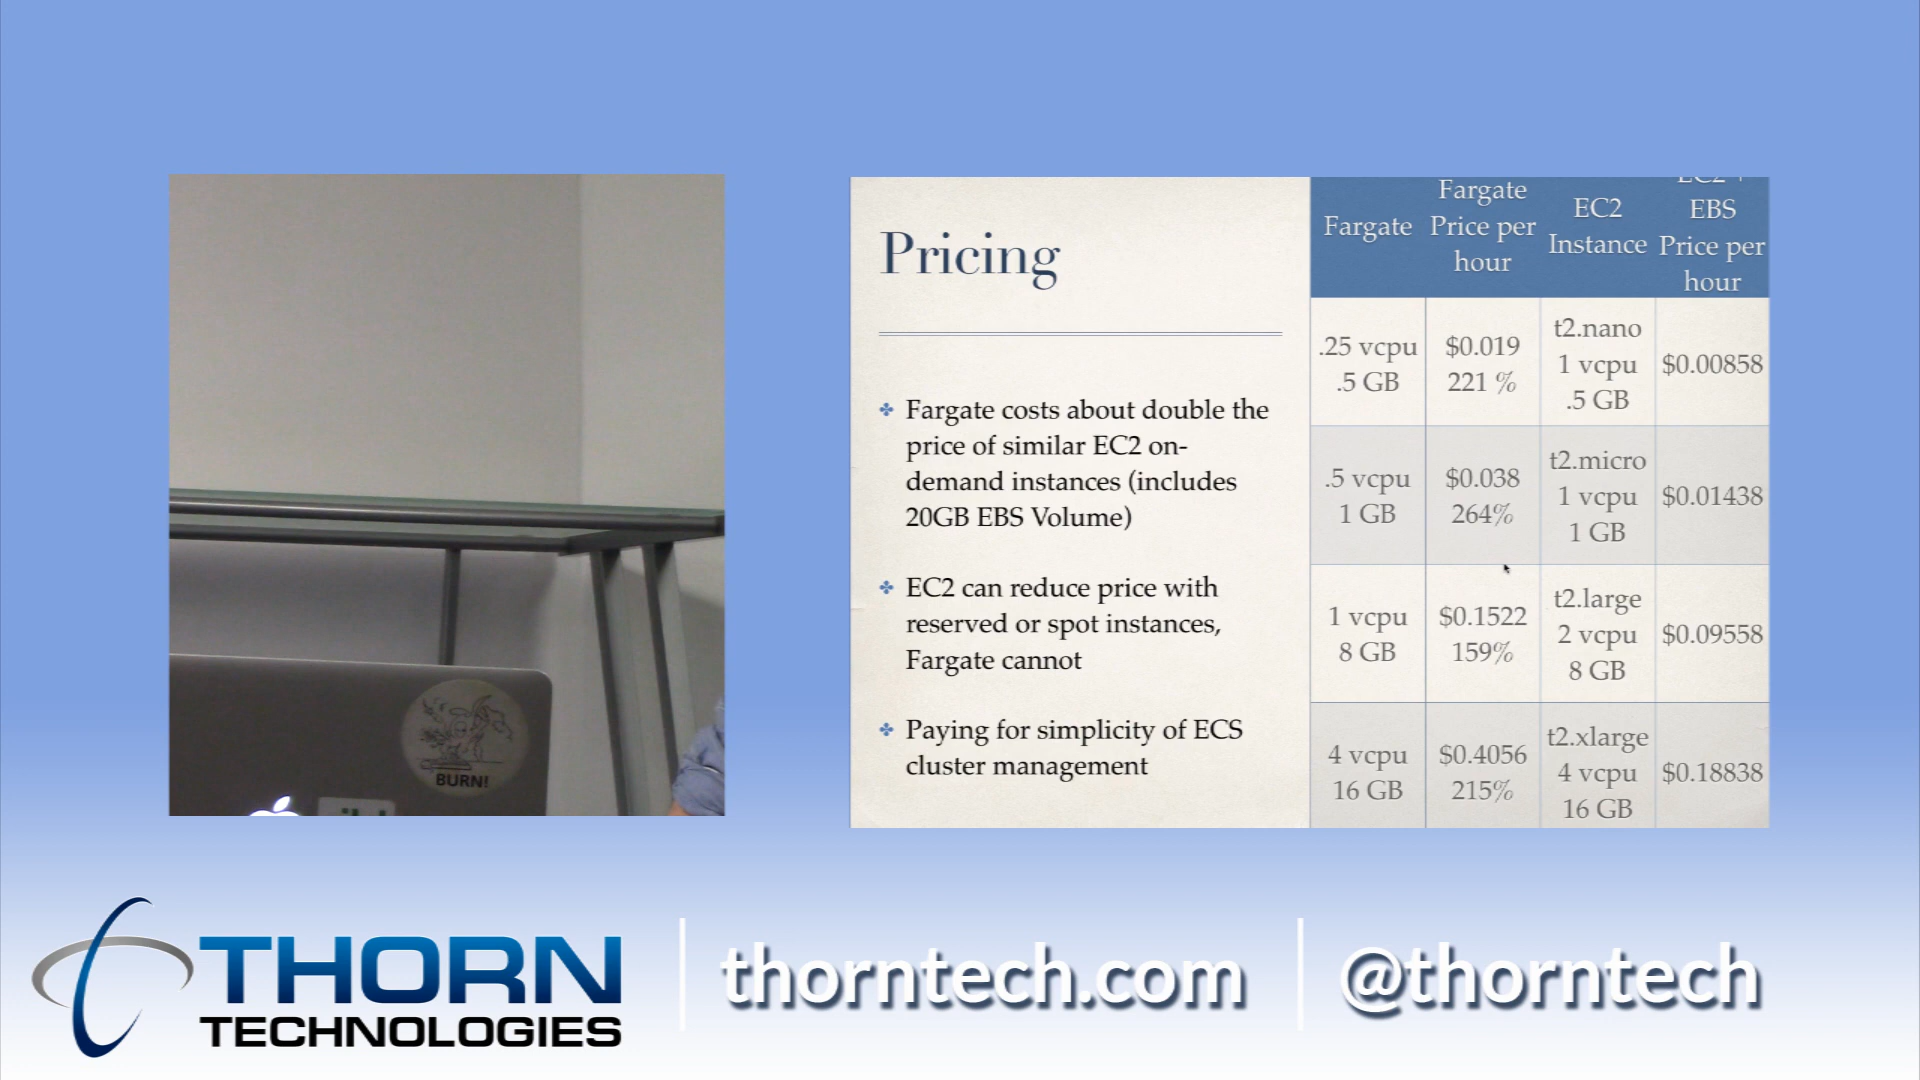 Pricing
Fargate costs about double the
price of similar EC2 on-
demand instances (includes
20GB EBS Volume)
EC2 can reduce price with
reserved or spot instances,
Fargate cannot
Paying for simplicity of ECS
cluster management
Fargate
Fargate
Price per
hour
EC2
Instance
EC2 +
EBS
Price per
hour
.25 vcpu
.5 GB
$0.019
221 %
t2.nano
1 vcpu
.5 GB
$0.00858
.5 vcpu
1 GB
$0.038
264%
t2.micro
1 vcpu
1 GB
$0.01438
1 vcpu
8 GB
$0.1522
159%
t2.large
2 vcpu
8 GB
$0.09558
4 vcpu
16 GB
$0.4056
215%
t2.xlarge
4 vcpu
16 GB
$0.18838
BURN!
THORN
TECHNOLOGIES
thorntech.com
@thorntech